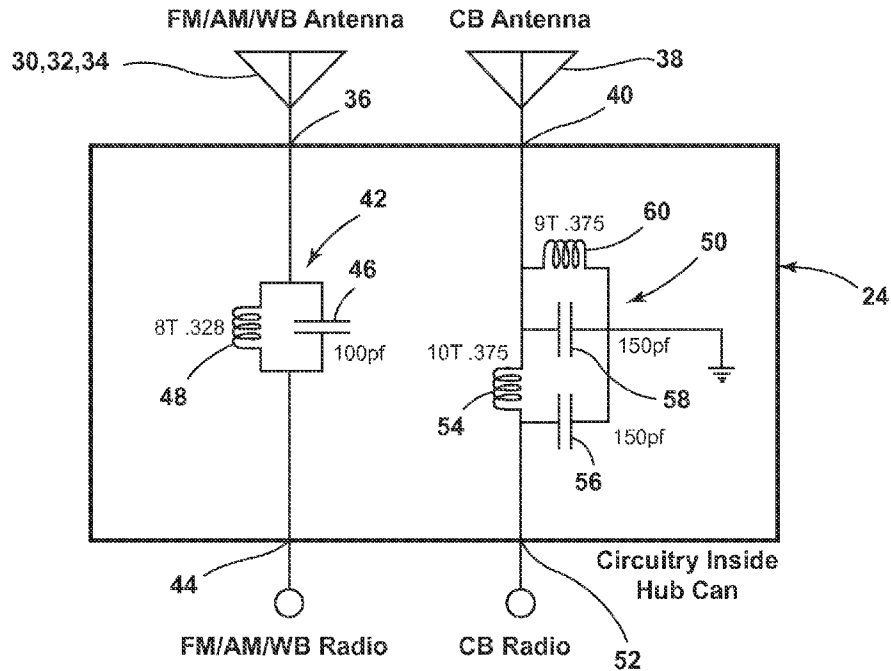 FM/AM/WB Antenna
CB Antenna
30,32,34
38
36
40
42
9T .375
60
50
46
24
8T .328
100pf
10T .375
150pf
48
58
54
150pf
56
44
Circuitry Inside
Hub Can
FM/AM/WB Radio
CB Radio
52